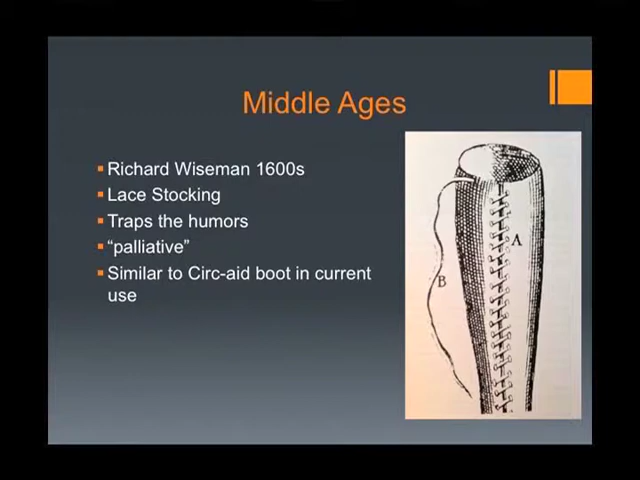 Middle Ages
Richard Wiseman 1600s
Lace Stocking
Traps the humors
“palliative”
Similar to Circ-aid boot in current
use
A
B